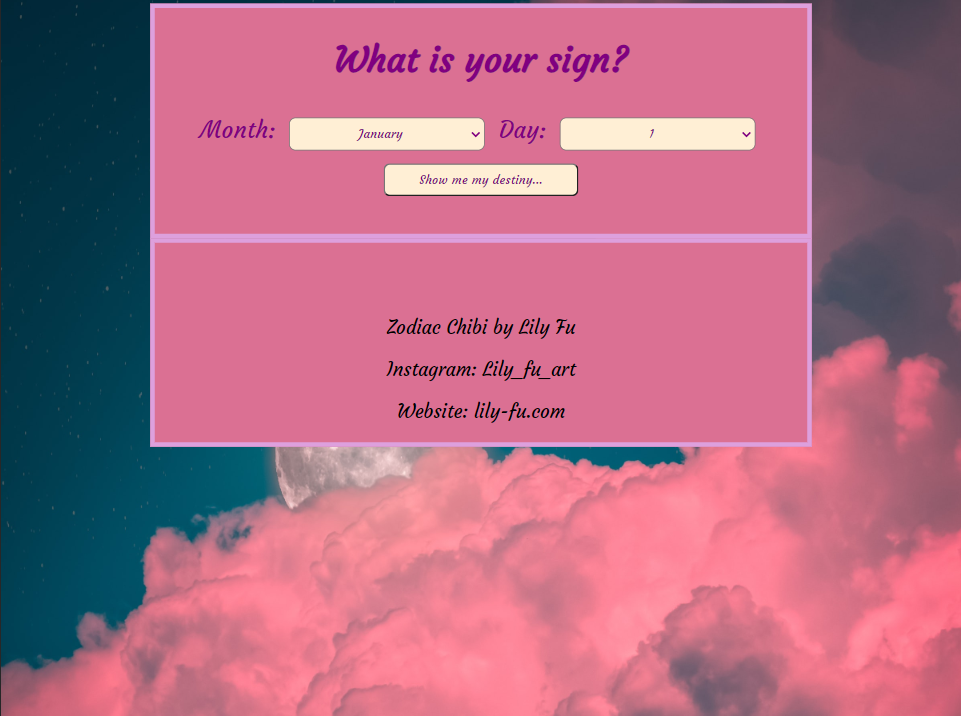 What is your sign?
Month: January Day: 1
Show me my destiny...
Zodiac Chibi by Lily Fu
Instagram: Lily_fu_art
Website: lily-fu.com